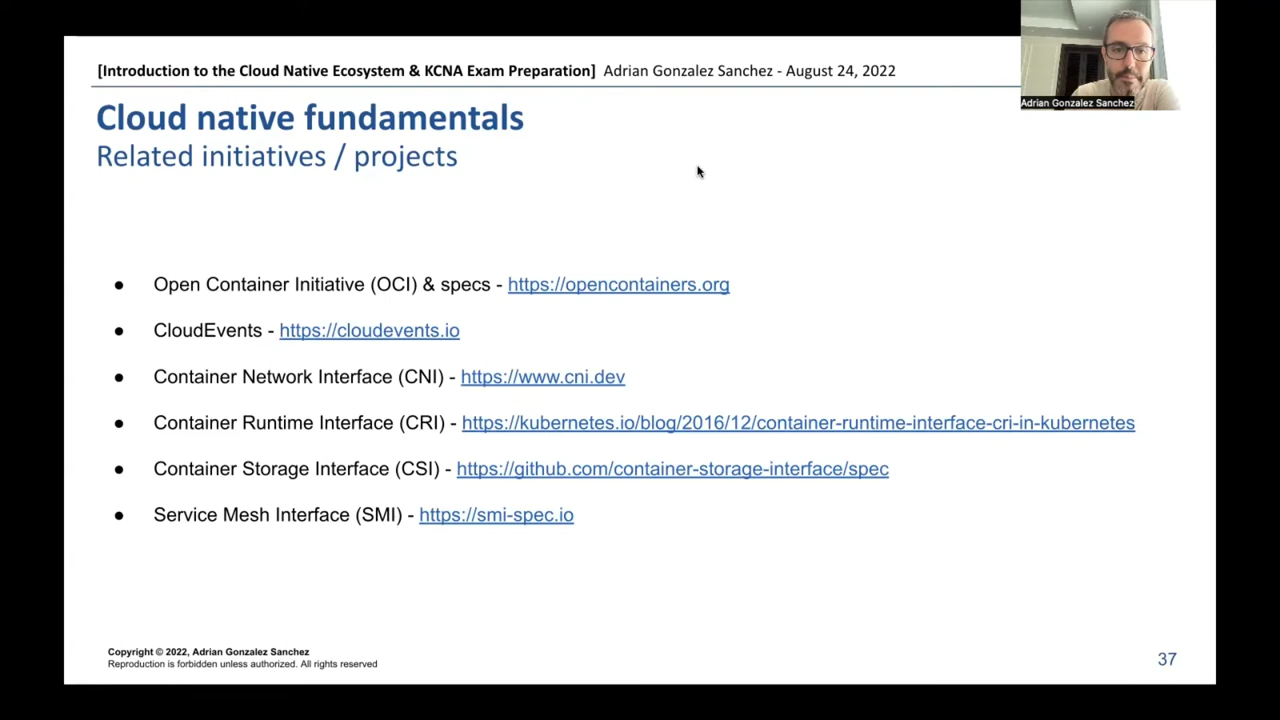 [Introduction to the Cloud Native Ecosystem & KCNA Exam Preparation] Adrian Gonzalez Sanchez - August 24, 2022
Adrian Gonzalez Sanchez
Cloud native fundamentals
Related initiatives / projects
● Open Container Initiative (OCI) & specs - https://opencontainers.org
● CloudEvents - https://cloudevents.io
● Container Network Interface (CNI) - https://www.cni.dev
● Container Runtime Interface (CRI) - https://kubernetes.io/blog/2016/12/container-runtime-interface-cri-in-kubernetes
● Container Storage Interface (CSI) - https://github.com/container-storage-interface/spec
● Service Mesh Interface (SMI) - https://smi-spec.io
Copyright © 2022, Adrian Gonzalez Sanchez
Reproduction is forbidden unless authorized. All rights reserved
37